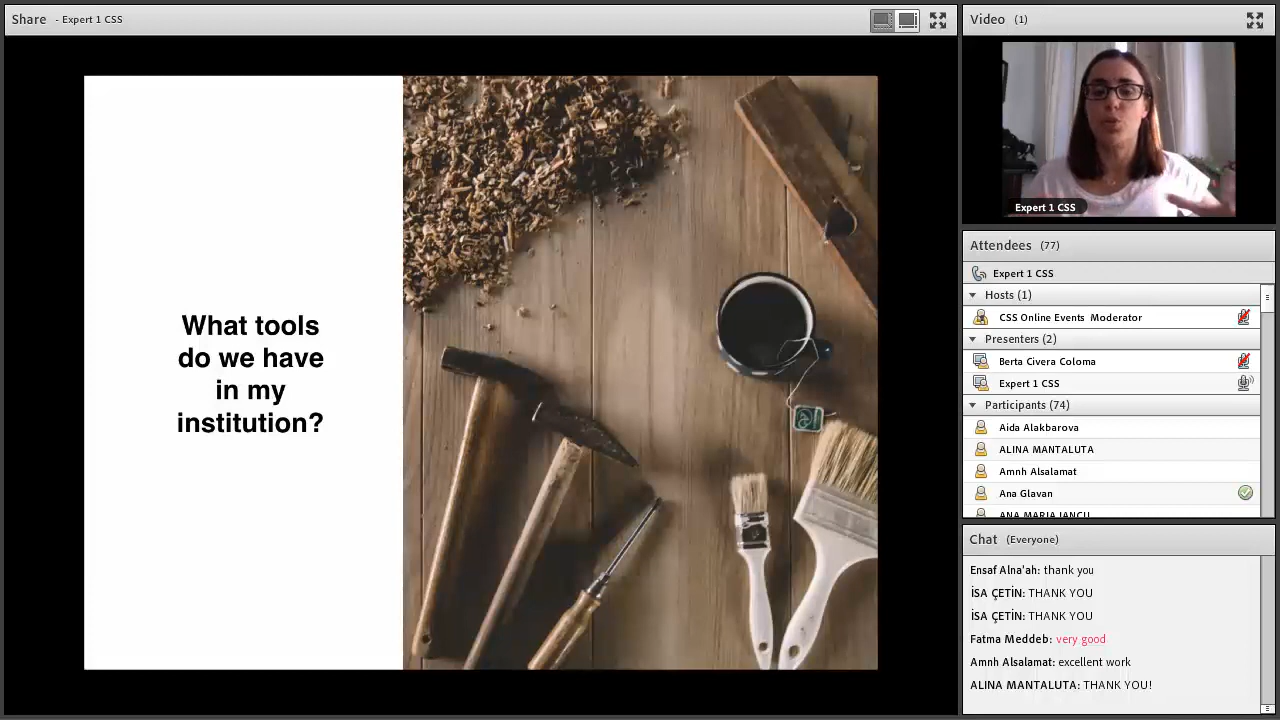 Share - Expert 1 CSS
What tools
do we have
in my
institution?
Video (1)
Expert 1 CSS
Attendees (77)
Expert 1 CSS
Hosts (1)
CSS Online Events Moderator
Presenters (2)
Berta Civera Coloma
Expert 1 CSS
Participants (74)
Aida Alakbarova
ALINA MANTALUTA
Amnh Alsalamat
Ana Glavan
ANA MARIA IANCU
Chat (Everyone)
Ensaf Alna'ah: thank you
İSA ÇETİN: THANK YOU
İSA ÇETİN: THANK YOU
Fatma Meddeb: very good
Amnh Alsalamat: excellent work
ALINA MANTALUTA: THANK YOU!